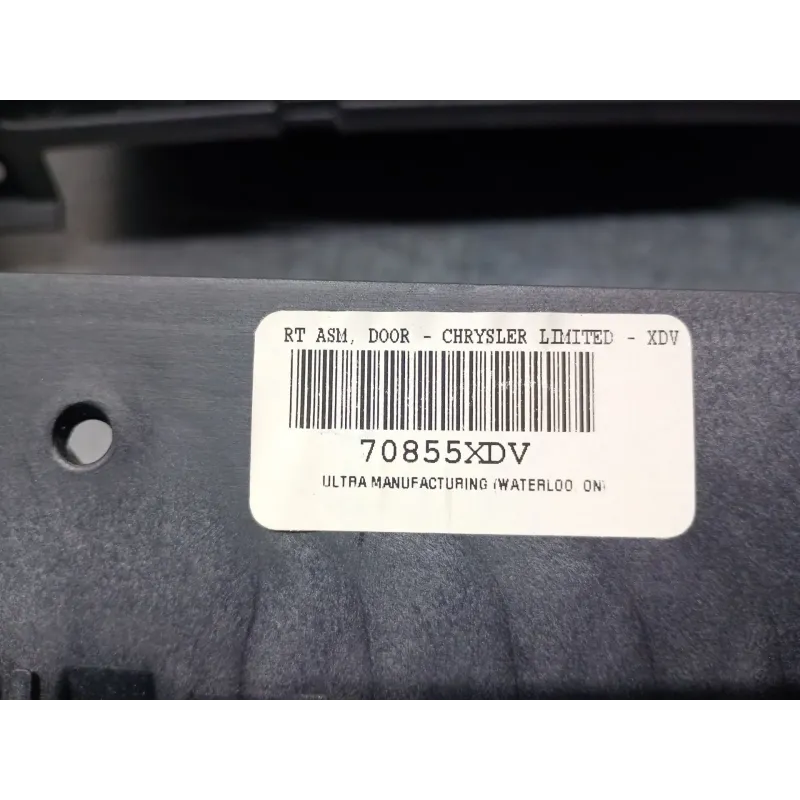 RT ASM, DOOR - CHRYSLER LIMITED - XDV
70855XDV
ULTRA MANUFACTURING (WATERLOO ON)